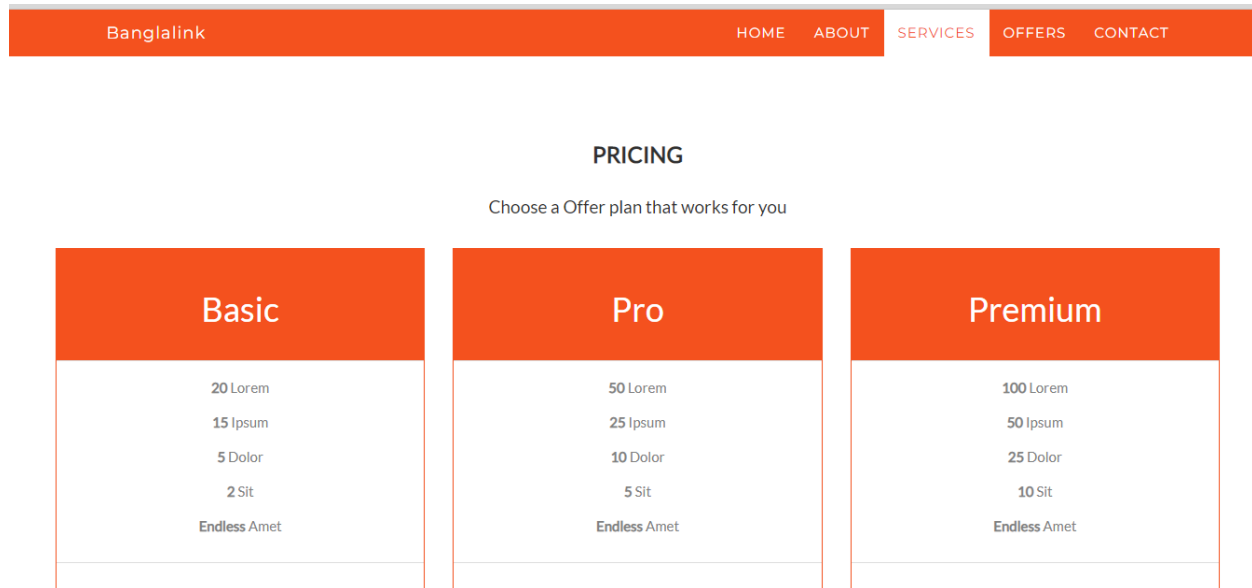 Banglalink
HOME ABOUT SERVICES OFFERS CONTACT
PRICING
Choose a Offer plan that works for you
Basic
20 Lorem
15 Ipsum
5 Dolor
2 Sit
Endless Amet
Pro
50 Lorem
25 Ipsum
10 Dolor
5 Sit
Endless Amet
Premium
100 Lorem
50 Ipsum
25 Dolor
10 Sit
Endless Amet